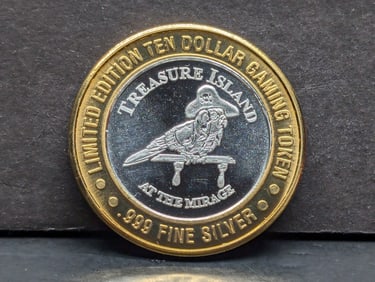 LIMITED EDITION TEN DOLLAR GAMING TOKEN
TREASURE ISLAND
AT THE MIRAGE
.999 FINE SILVER